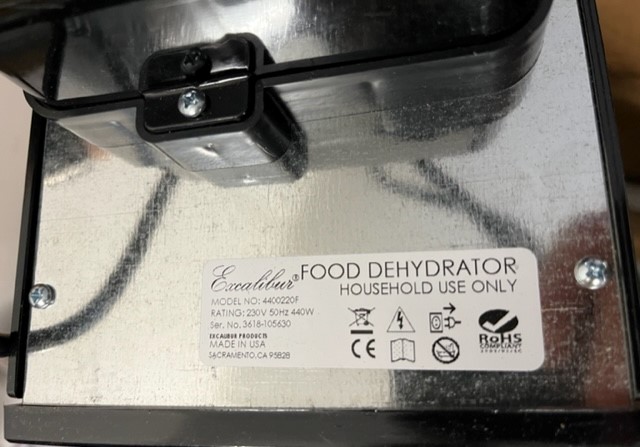 Excalibur® FOOD DEHYDRATOR
HOUSEHOLD USE ONLY
MODEL NO: 4400220F
RATING: 230V 50Hz 440W
Ser. No. 3618-105630
EXCALIBUR PRODUCTS
MADE IN USA
SACRAMENTO, CA 95828
CE
RoHS
COMPLIANT